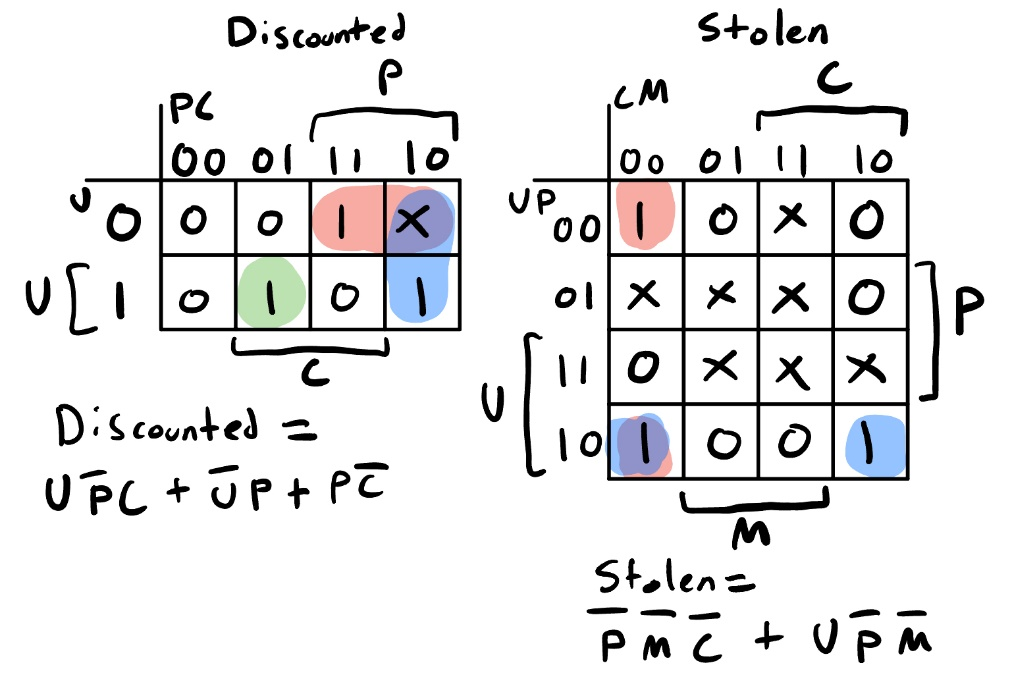 Discounted
P
PC
00 01 11 10
U
0 0 0 1 X
U [ 1 0 1 0 1
C
Discounted =
UP̅C + U̅P + PC̅
Stolen
C
CM
00 01 11 10
UP
00 1 0 X 0
01 X X X 0
P
11 0 X X X
U
10 1 0 0 1
M
Stolen =
P̅ M̅ C̅ + U P̅ M̅